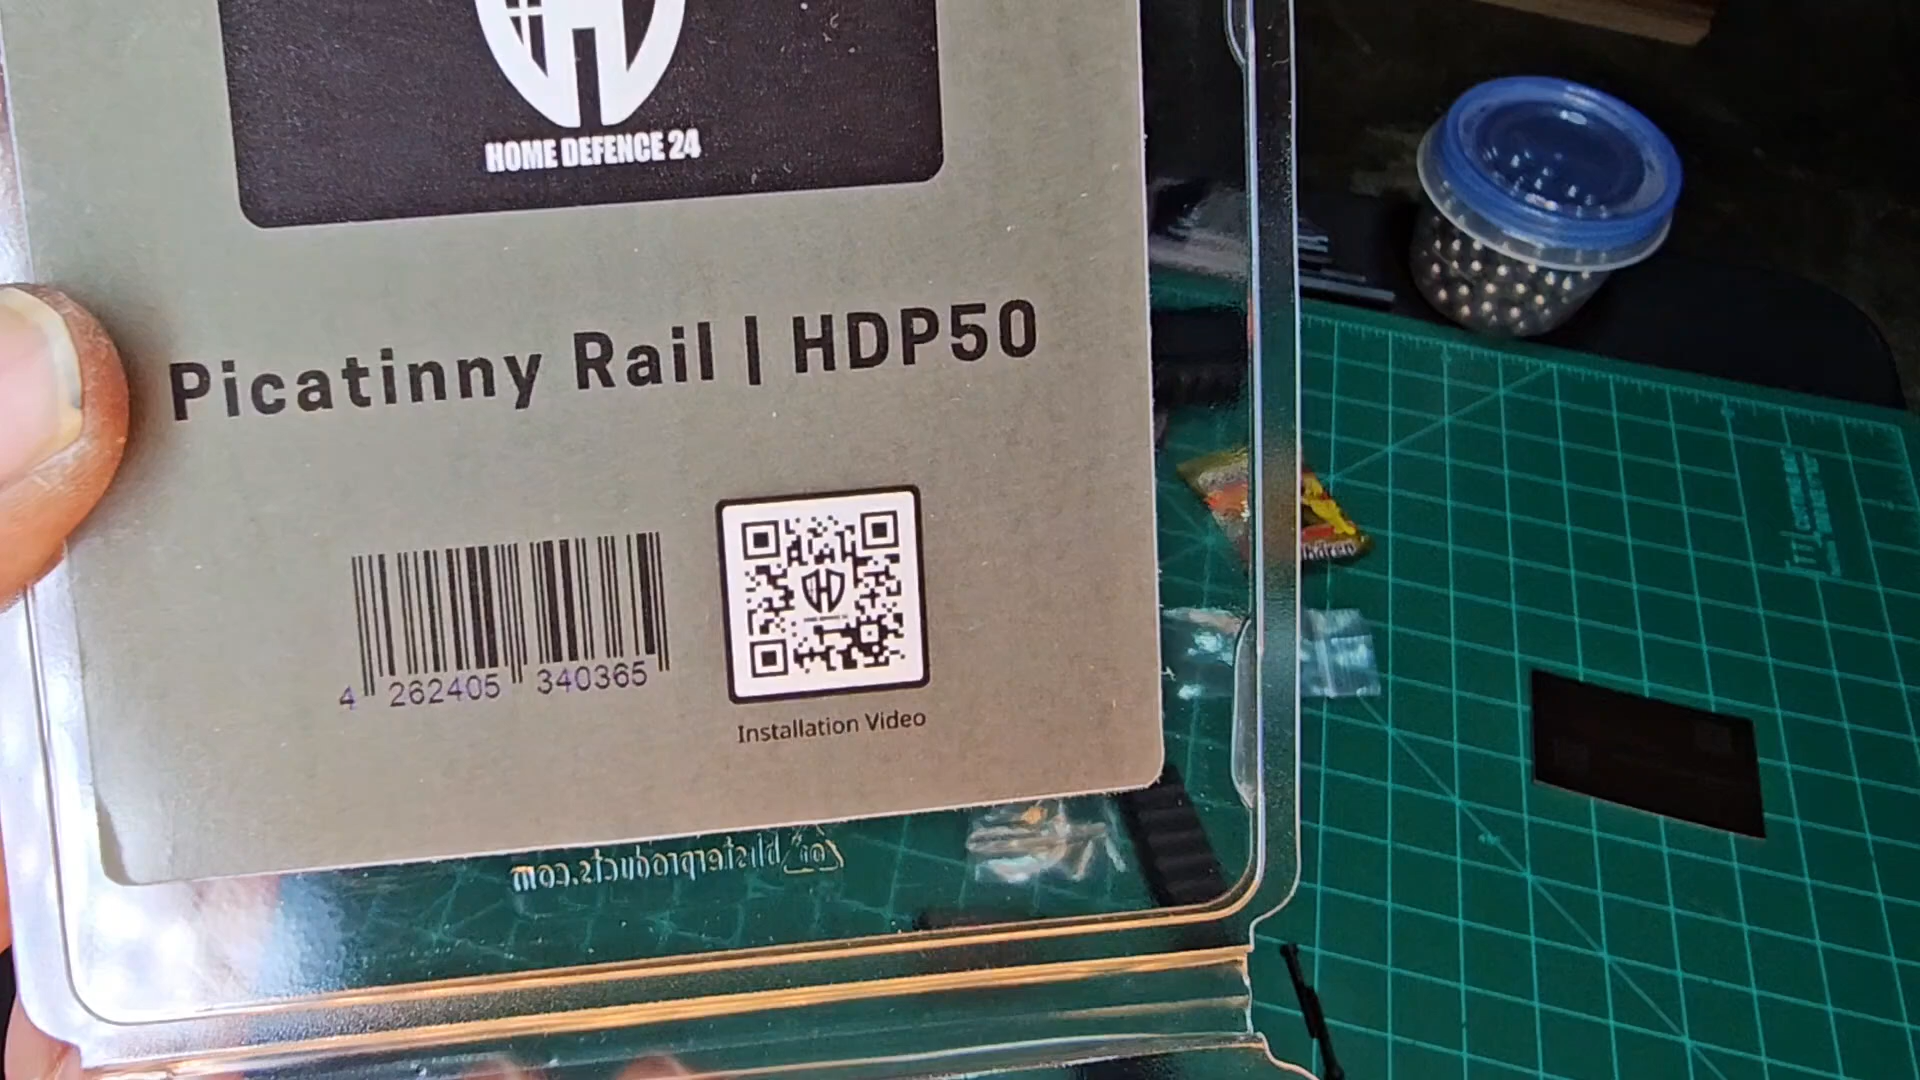 HOME DEFENCE 24
Picatinny Rail | HDP50
4 262405 340365
Installation Video
blisterproducts.com